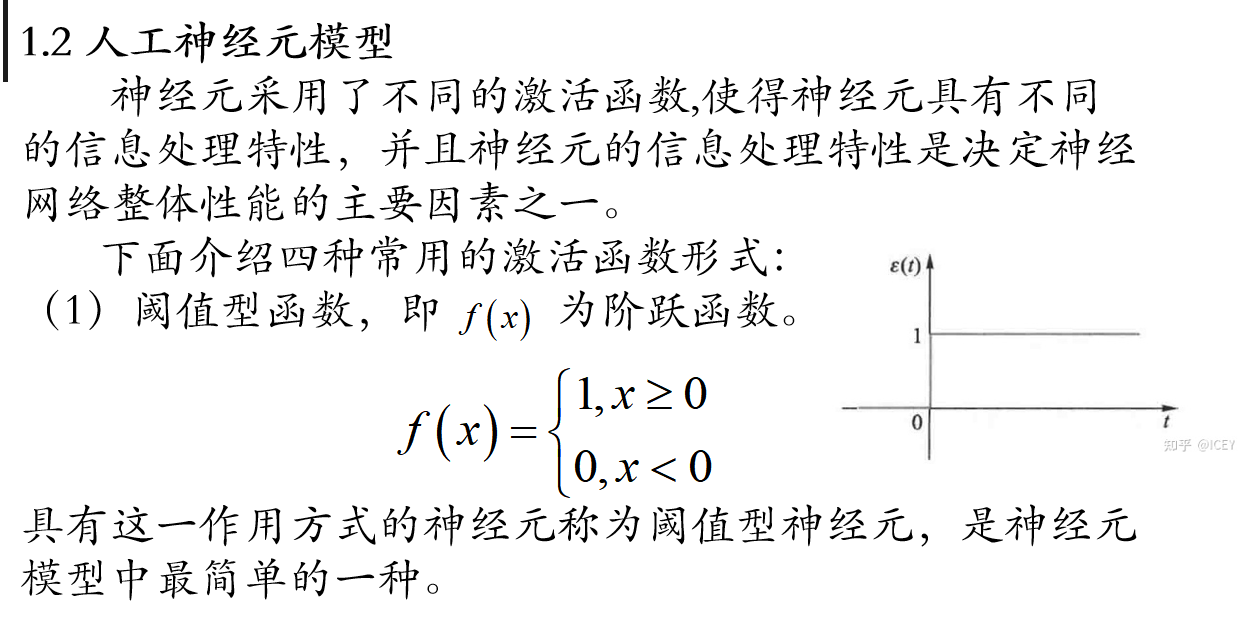 1.2 人工神经元模型
神经元采用了不同的激活函数,使得神经元具有不同
的信息处理特性，并且神经元的信息处理特性是决定神经
网络整体性能的主要因素之一。
下面介绍四种常用的激活函数形式：
（1）阈值型函数，即 f(x) 为阶跃函数。
f(x)={1,x≥0
0,x<0
ε(t)
1
0
t
知乎 @ICEY
具有这一作用方式的神经元称为阈值型神经元，是神经元
模型中最简单的一种。